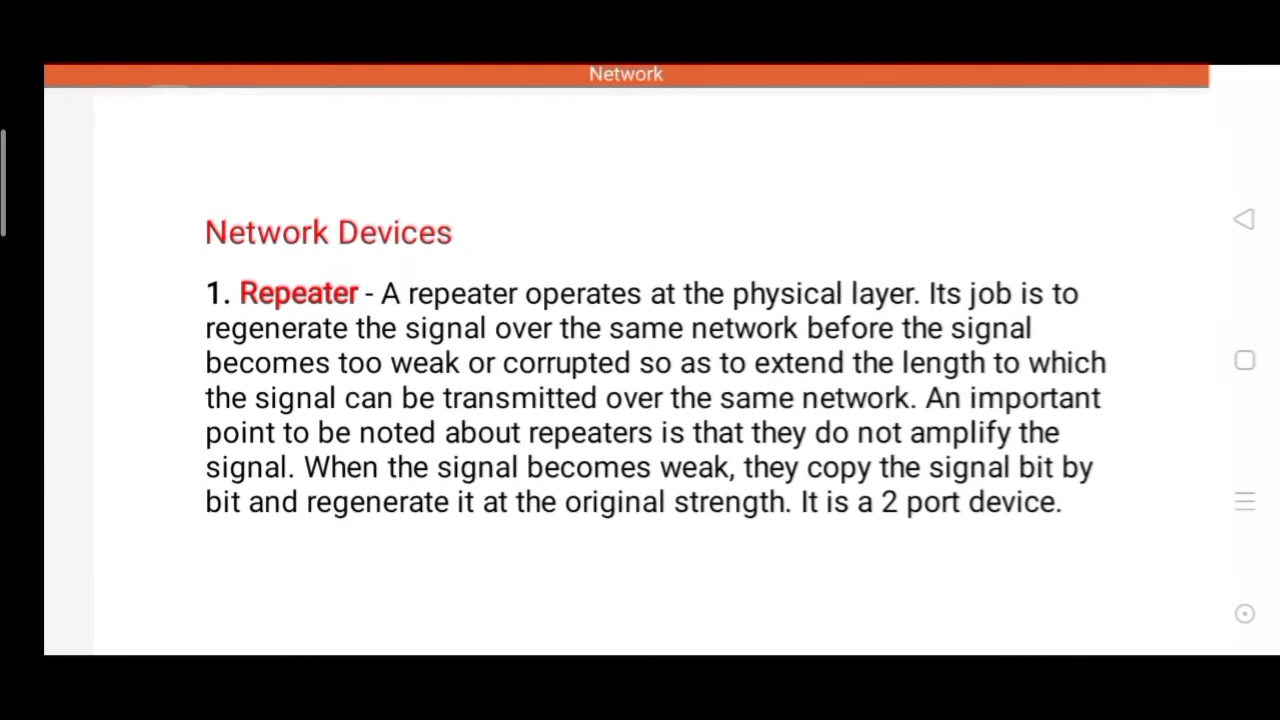 Network
Network Devices
1. Repeater - A repeater operates at the physical layer. Its job is to
regenerate the signal over the same network before the signal
becomes too weak or corrupted so as to extend the length to which
the signal can be transmitted over the same network. An important
point to be noted about repeaters is that they do not amplify the
signal. When the signal becomes weak, they copy the signal bit by
bit and regenerate it at the original strength. It is a 2 port device.